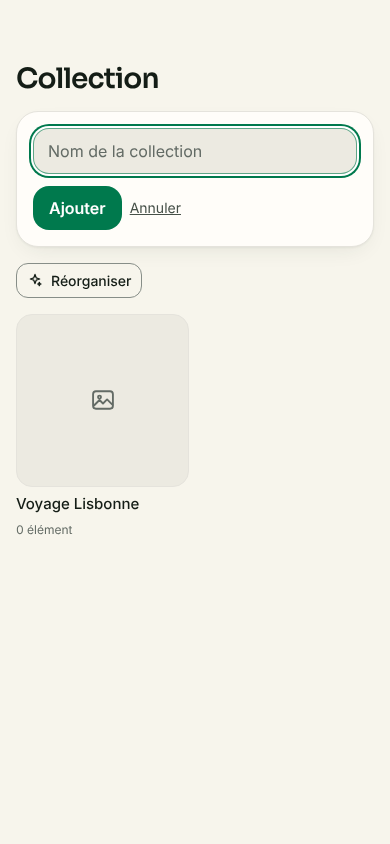 Collection
Nom de la collection
Ajouter
Annuler
Réorganiser
Voyage Lisbonne
0 élément